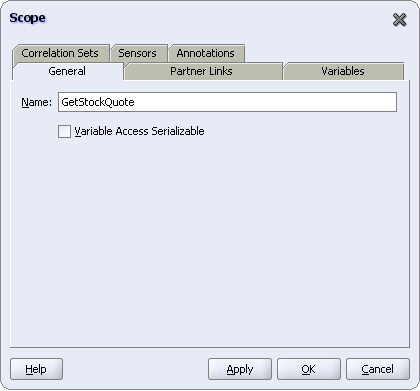 Scope
Correlation Sets Sensors Annotations
General Partner Links Variables
Name: GetStockQuote
Variable Access Serializable
Help Apply OK Cancel